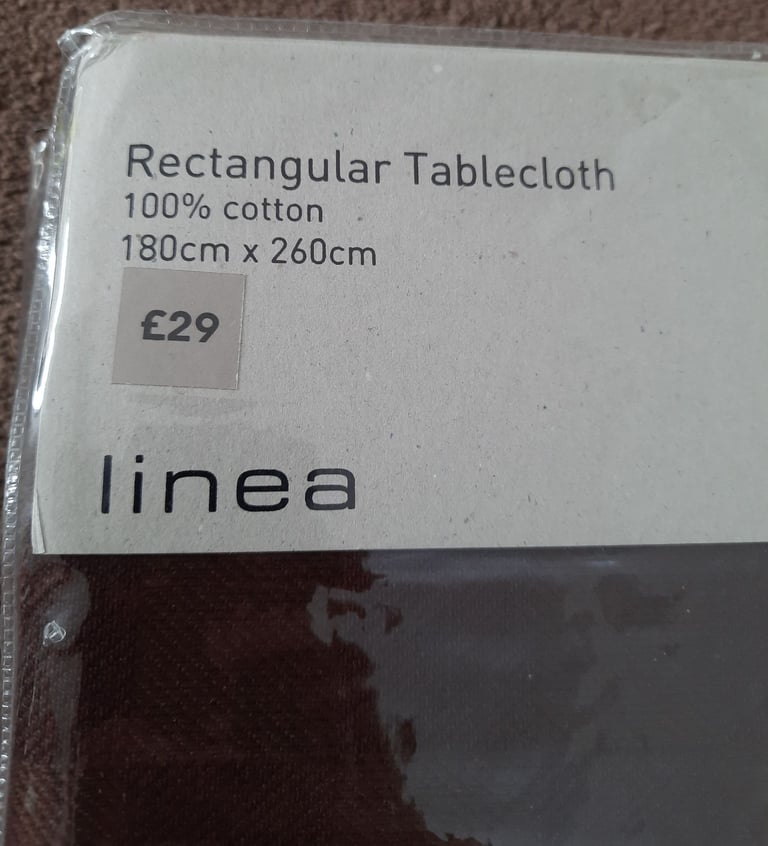 Rectangular Tablecloth
100% cotton
180cm x 260cm
£29
linea